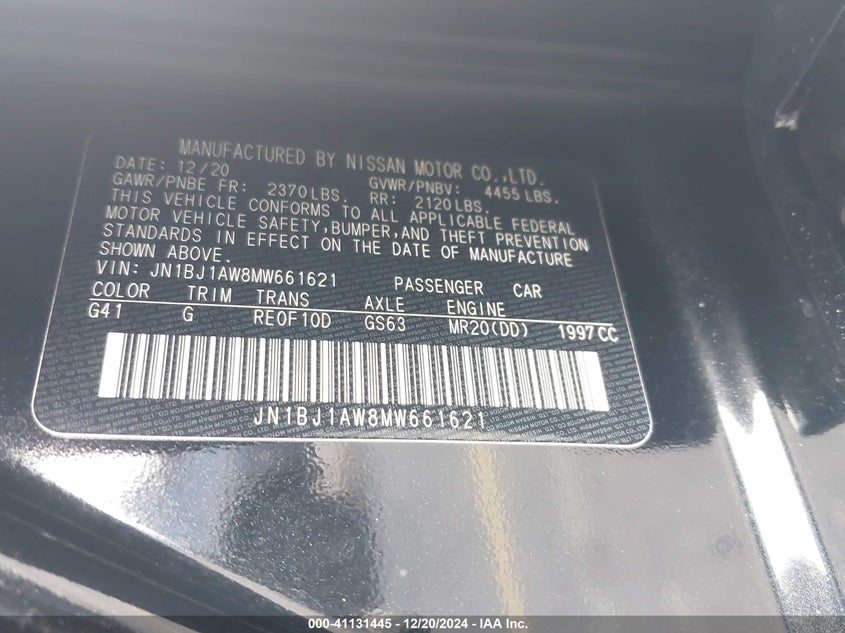 MANUFACTURED BY NISSAN MOTOR CO.,LTD.
DATE: 12/20
GAWR/PNBE FR: 2370LBS. GVWR/PNBV: 4455 LBS.
RR: 2120LBS.
THIS VEHICLE CONFORMS TO ALL APPLICABLE FEDERAL
MOTOR VEHICLE SAFETY,BUMPER,AND THEFT PREVENTION
STANDARDS IN EFFECT ON THE DATE OF MANUFACTURE
SHOWN ABOVE.
VIN: JN1BJ1AW8MW661621 PASSENGER CAR
COLOR TRIM TRANS AXLE ENGINE
G41 G RE0F10D GS63 MR20(DD) 1997CC
JN1BJ1AW8MW661621
000-41131445 - 12/20/2024 - IAA Inc.